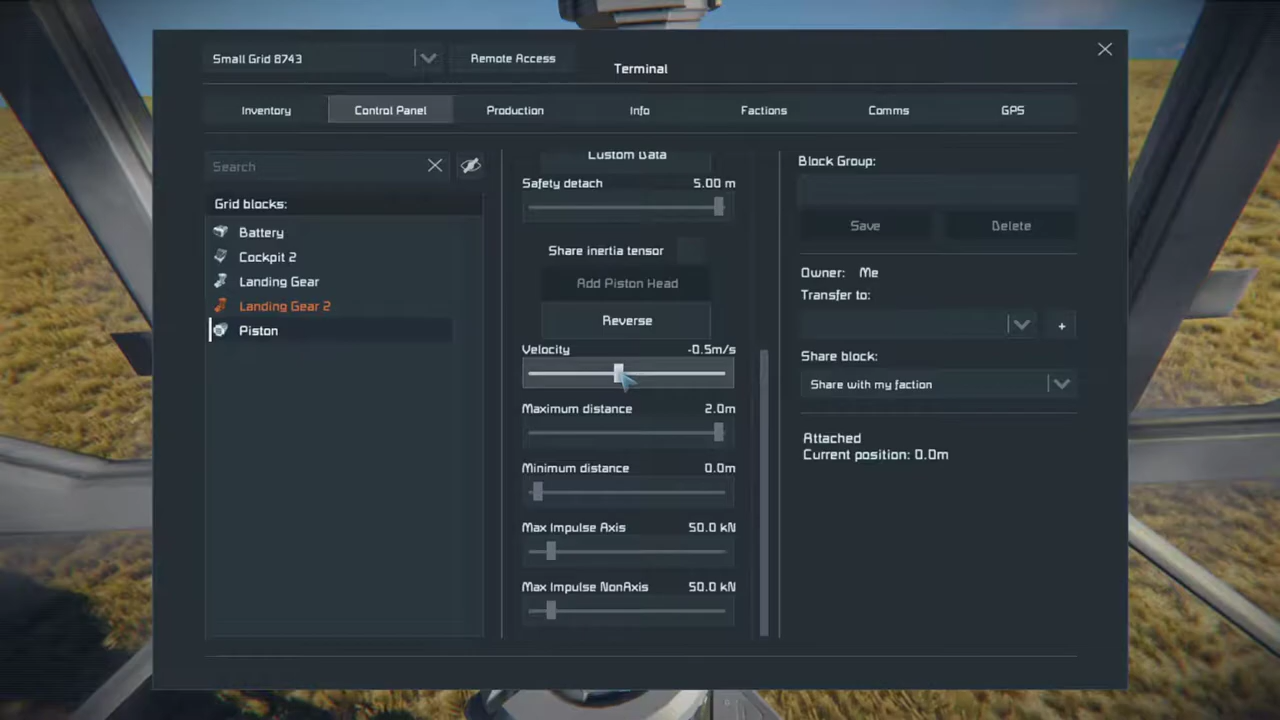 Small Grid 8743
Remote Access
Terminal
Inventory
Control Panel
Production
Info
Factions
Comms
GPS
Search
Grid blocks:
Battery
Cockpit 2
Landing Gear
Landing Gear 2
Piston
Custom Data
Safety detach 5.00 m
Share inertia tensor
Add Piston Head
Reverse
Velocity -0.5m/s
Maximum distance 2.0m
Minimum distance 0.0m
Max Impulse Axis 50.0 kN
Max Impulse NonAxis 50.0 kN
Block Group:
Save
Delete
Owner: Me
Transfer to:
+
Share block:
Share with my faction
Attached
Current position: 0.0m